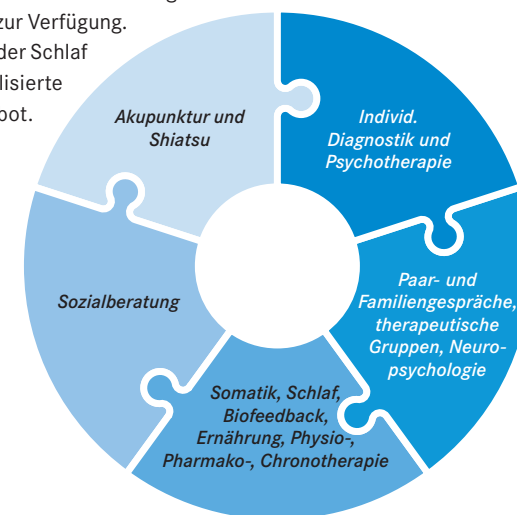 zur Verfügung.
der Schlaf
lisierte
bot.
Akupunktur und
Shiatsu
Individ.
Diagnostik und
Psychotherapie
Paar- und
Familiengespräche,
therapeutische
Gruppen, Neuro-
psychologie
Somatik, Schlaf,
Biofeedback,
Ernährung, Physio-,
Pharmako-, Chronotherapie
Sozialberatung